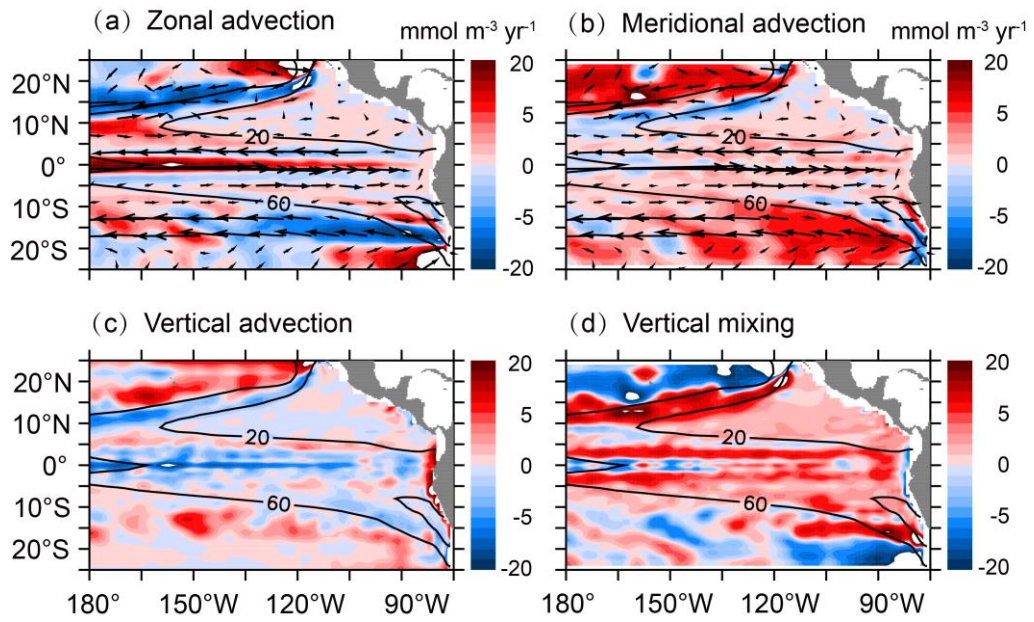 (a) Zonal advection
mmol m⁻³ yr⁻¹
(b) Meridional advection
mmol m⁻³ yr⁻¹
20°N
10°N
0°
10°S
20°S
20
60
20
5
0
-5
-20
20
60
20
5
0
-5
-20
(c) Vertical advection
(d) Vertical mixing
20°N
10°N
0°
10°S
20°S
20
60
20
5
0
-5
-20
20
60
20
5
0
-5
-20
180° 150°W 120°W 90°W
180° 150°W 120°W 90°W